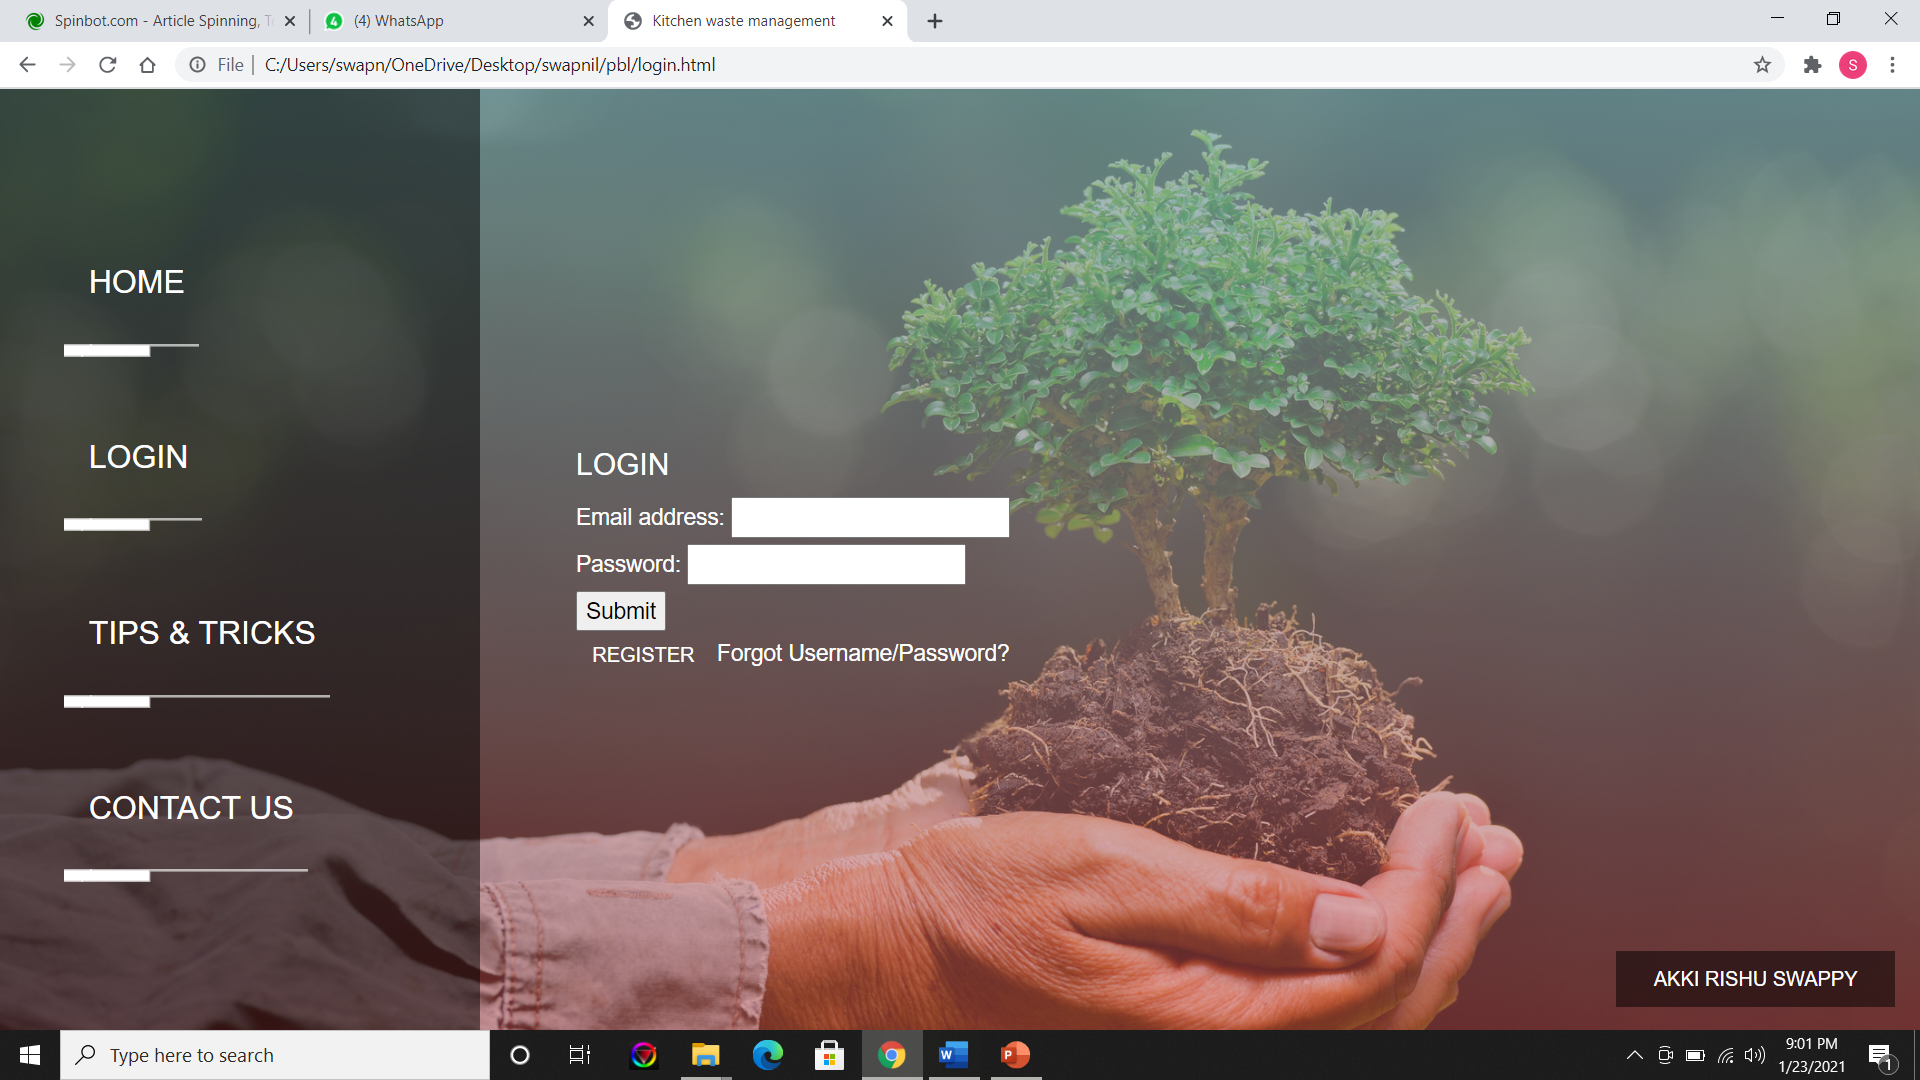 Spinbot.com - Article Spinning, T
(4) WhatsApp
Kitchen waste management
File
C:/Users/swapn/OneDrive/Desktop/swapnil/pbl/login.html
S
HOME
LOGIN
TIPS & TRICKS
CONTACT US
LOGIN
Email address:
Password:
Submit
REGISTER Forgot Username/Password?
AKKI RISHU SWAPPY
Type here to search
9:01 PM
1/23/2021
1